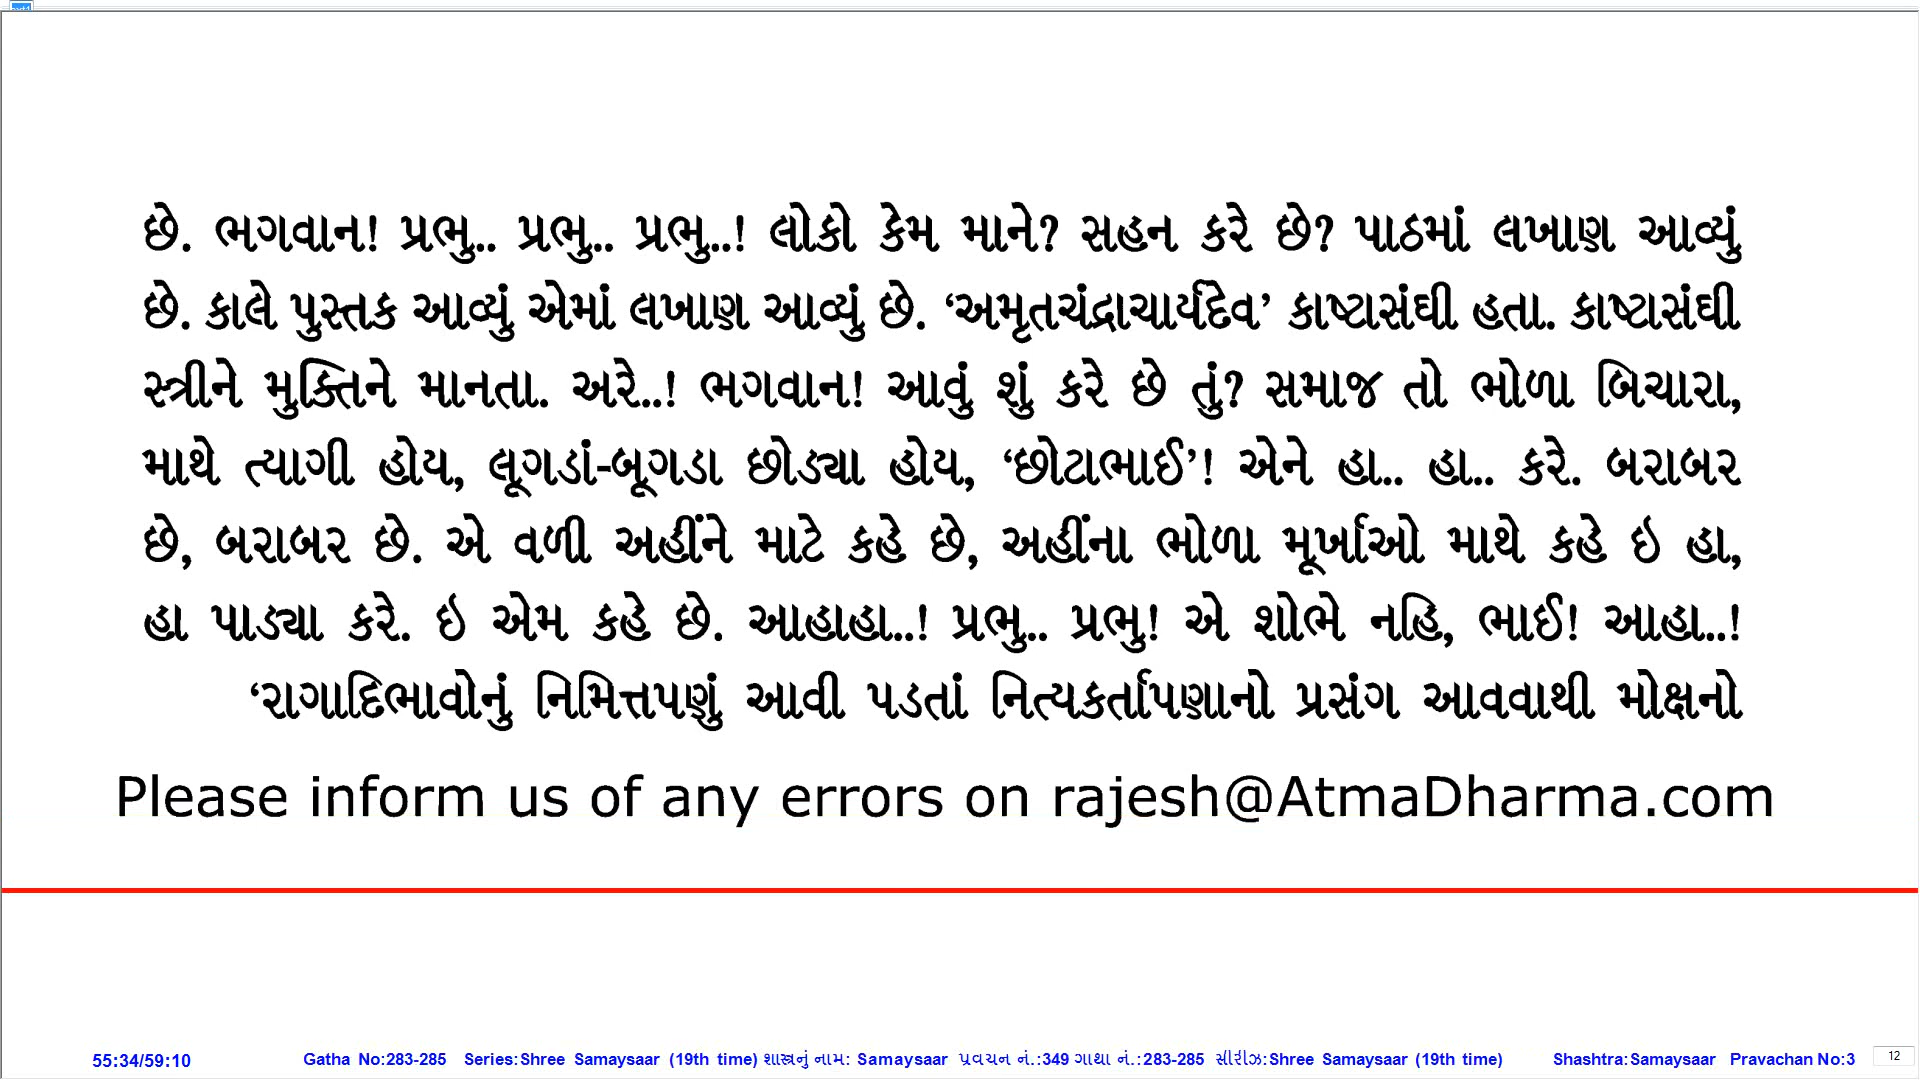 છે. ભગવાન! પ્રભુ.. પ્રભુ.. પ્રભુ..! લોકો કેમ માને? સહન કરે છે? પાઠમાં લખાણ આવ્યું
છે. કાલે પુસ્તક આવ્યું એમાં લખાણ આવ્યું છે. ‘અમૃતચંદ્રાચાર્યદેવ’ કાષ્ટાસંઘી હતા. કાષ્ટાસંઘી
સ્ત્રીને મુક્તિને માનતા. અરે..! ભગવાન! આવું શું કરે છે તું? સમાજ તો ભોળા બિચારા,
માથે ત્યાગી હોય, લૂગડાં-બૂગડા છોડ્યા હોય, ‘છોટાભાઈ’! એને હા.. હા.. કરે. બરાબર
છે, બરાબર છે. એ વળી અહીંને માટે કહે છે, અહીંના ભોળા મૂર્ખાઓ માથે કહે ઇ હા,
હા પાડ્યા કરે. ઇ એમ કહે છે. આહાહા..! પ્રભુ.. પ્રભુ! એ શોભે નહિ, ભાઈ! આહા..!
‘રાગાદિભાવોનું નિમિત્તપણું આવી પડતાં નિત્યકર્તાપણાનો પ્રસંગ આવવાથી મોક્ષનો
Please inform us of any errors on rajesh@AtmaDharma.com
55:34/59:10 Gatha No:283-285 Series:Shree Samaysaar (19th time) શાસ્ત્રનું નામ: Samaysaar પ્રવચન નં.:349 ગાથા નં.:283-285 સીરીઝ:Shree Samaysaar (19th time) Shashtra:Samaysaar Pravachan No:3 12